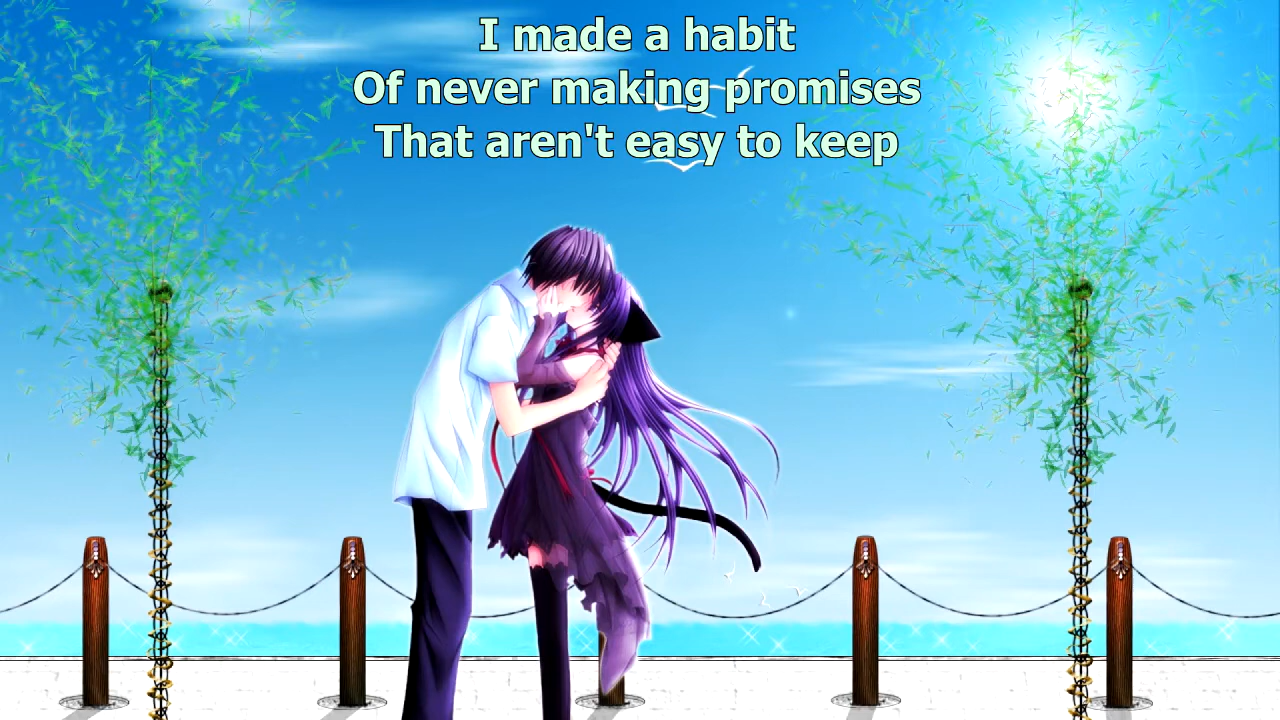 I made a habit
Of never making promises
That aren't easy to keep